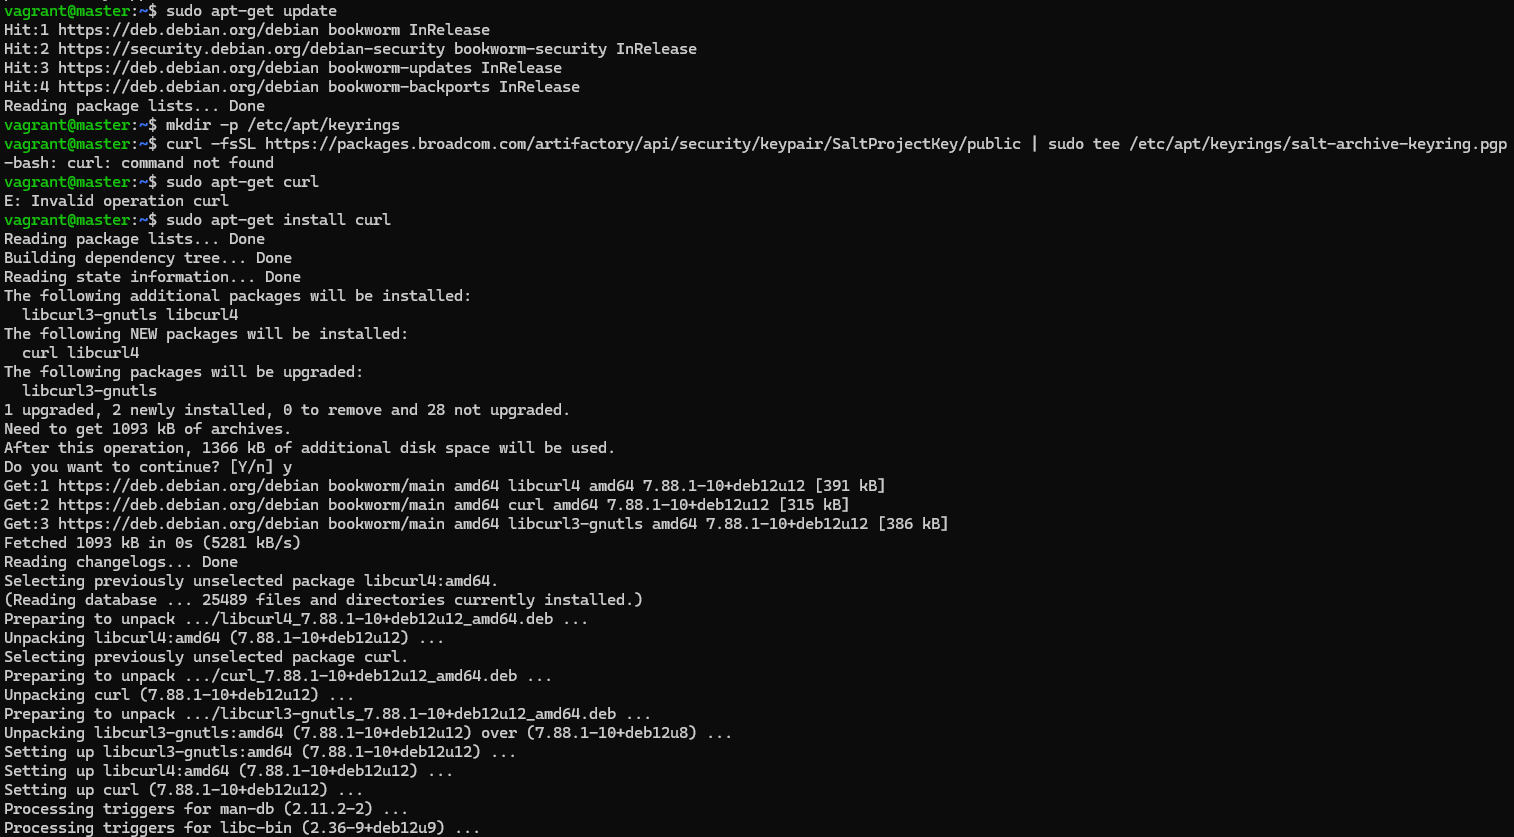 vagrant@master:~$ sudo apt-get update
Hit:1 https://deb.debian.org/debian bookworm InRelease
Hit:2 https://security.debian.org/debian-security bookworm-security InRelease
Hit:3 https://deb.debian.org/debian bookworm-updates InRelease
Hit:4 https://deb.debian.org/debian bookworm-backports InRelease
Reading package lists... Done
vagrant@master:~$ mkdir -p /etc/apt/keyrings
vagrant@master:~$ curl -fsSL https://packages.broadcom.com/artifactory/api/security/keypair/SaltProjectKey/public | sudo tee /etc/apt/keyrings/salt-archive-keyring.pgp
-bash: curl: command not found
vagrant@master:~$ sudo apt-get curl
E: Invalid operation curl
vagrant@master:~$ sudo apt-get install curl
Reading package lists... Done
Building dependency tree... Done
Reading state information... Done
The following additional packages will be installed:
  libcurl3-gnutls libcurl4
The following NEW packages will be installed:
  curl libcurl4
The following packages will be upgraded:
  libcurl3-gnutls
1 upgraded, 2 newly installed, 0 to remove and 28 not upgraded.
Need to get 1093 kB of archives.
After this operation, 1366 kB of additional disk space will be used.
Do you want to continue? [Y/n] y
Get:1 https://deb.debian.org/debian bookworm/main amd64 libcurl4 amd64 7.88.1-10+deb12u12 [391 kB]
Get:2 https://deb.debian.org/debian bookworm/main amd64 curl amd64 7.88.1-10+deb12u12 [315 kB]
Get:3 https://deb.debian.org/debian bookworm/main amd64 libcurl3-gnutls amd64 7.88.1-10+deb12u12 [386 kB]
Fetched 1093 kB in 0s (5281 kB/s)
Reading changelogs... Done
Selecting previously unselected package libcurl4:amd64.
(Reading database ... 25489 files and directories currently installed.)
Preparing to unpack .../libcurl4_7.88.1-10+deb12u12_amd64.deb ...
Unpacking libcurl4:amd64 (7.88.1-10+deb12u12) ...
Selecting previously unselected package curl.
Preparing to unpack .../curl_7.88.1-10+deb12u12_amd64.deb ...
Unpacking curl (7.88.1-10+deb12u12) ...
Preparing to unpack .../libcurl3-gnutls_7.88.1-10+deb12u12_amd64.deb ...
Unpacking libcurl3-gnutls:amd64 (7.88.1-10+deb12u12) over (7.88.1-10+deb12u8) ...
Setting up libcurl3-gnutls:amd64 (7.88.1-10+deb12u12) ...
Setting up libcurl4:amd64 (7.88.1-10+deb12u12) ...
Setting up curl (7.88.1-10+deb12u12) ...
Processing triggers for man-db (2.11.2-2) ...
Processing triggers for libc-bin (2.36-9+deb12u9) ...